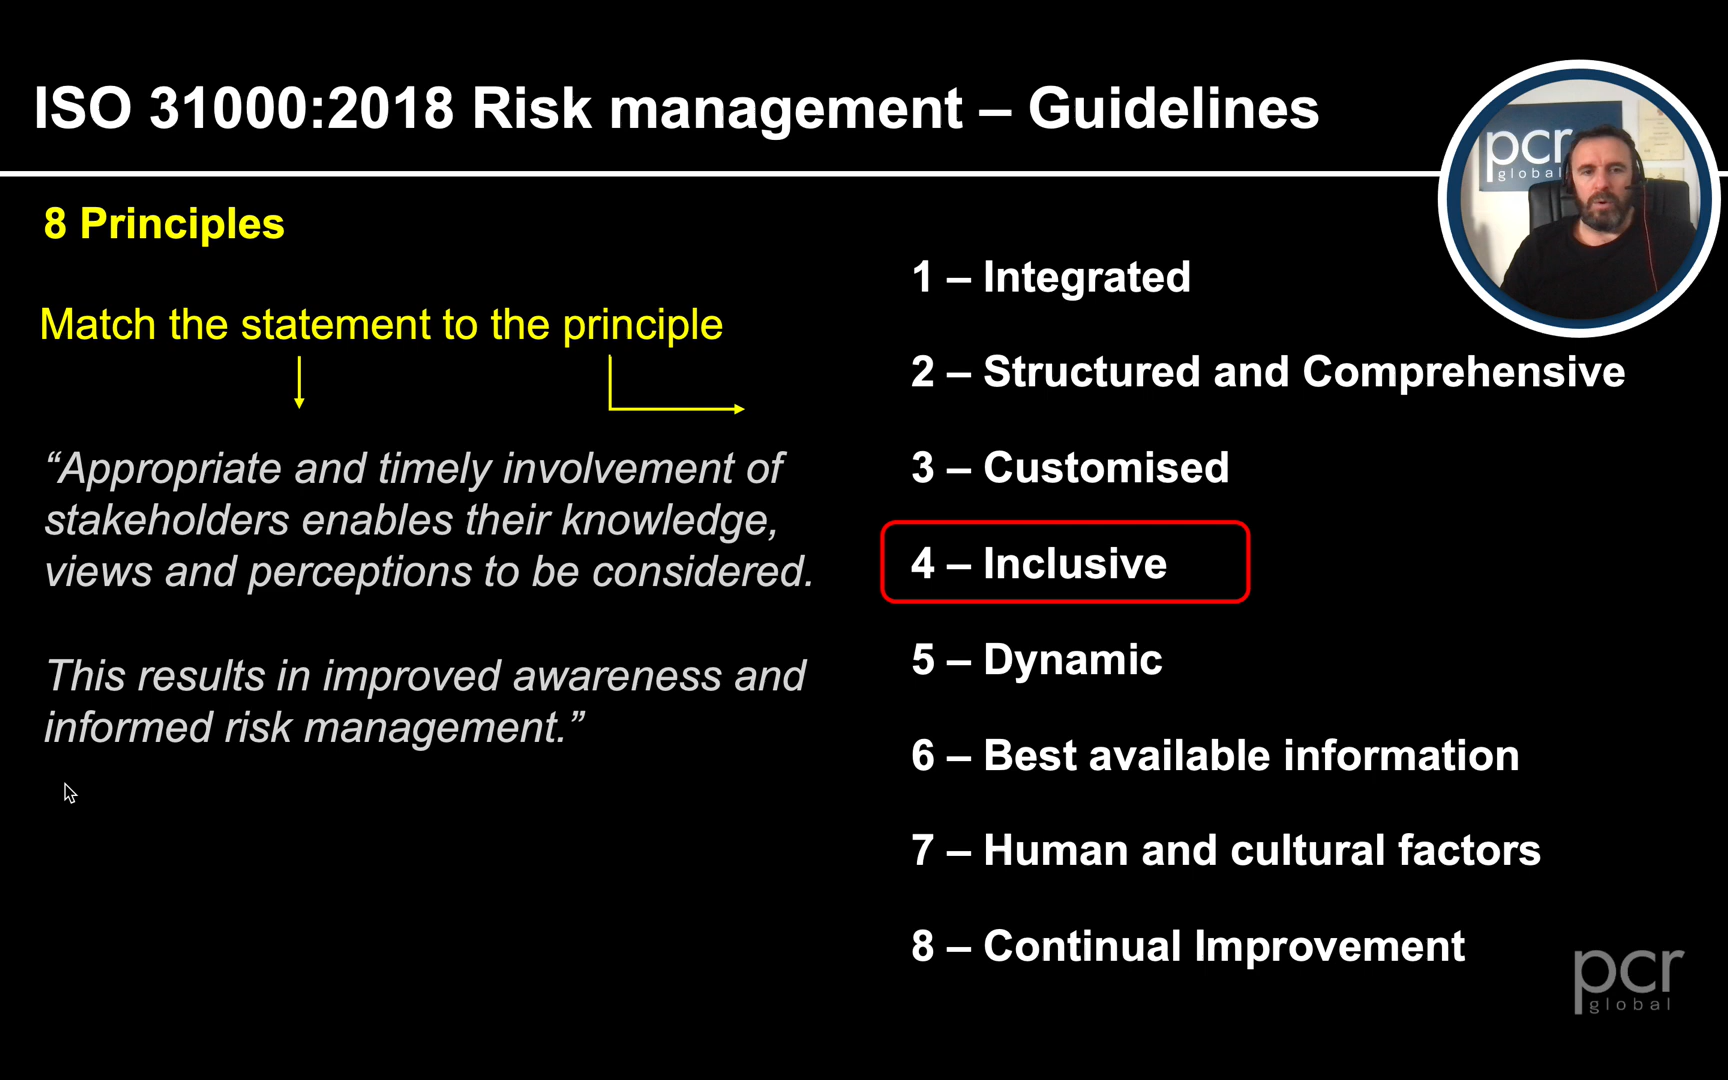 ISO 31000:2018 Risk management – Guidelines
pcr
global
8 Principles
Match the statement to the principle
“Appropriate and timely involvement of
stakeholders enables their knowledge,
views and perceptions to be considered.
This results in improved awareness and
informed risk management.”
1 – Integrated
2 – Structured and Comprehensive
3 – Customised
4 – Inclusive
5 – Dynamic
6 – Best available information
7 – Human and cultural factors
8 – Continual Improvement
pcr
global